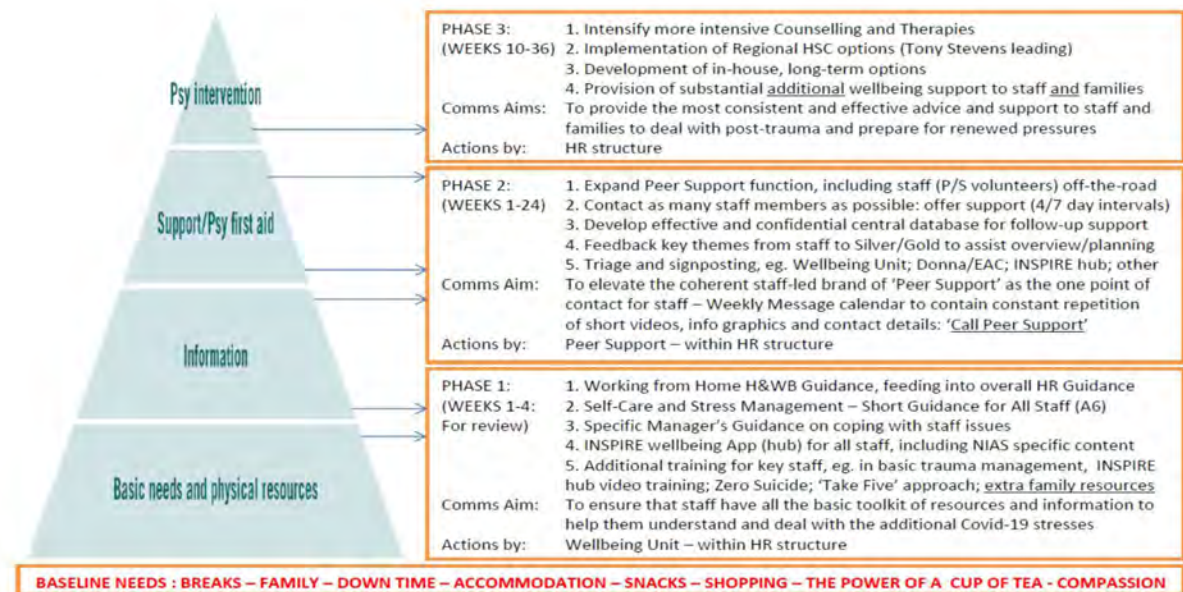 Psy intervention
Support/Psy first aid
Information
Basic needs and physical resources
PHASE 3: 1. Intensify more intensive Counselling and Therapies
(WEEKS 10-36) 2. Implementation of Regional HSC options (Tony Stevens leading)
3. Development of in-house, long-term options
4. Provision of substantial additional wellbeing support to staff and families
Comms Aims: To provide the most consistent and effective advice and support to staff and
families to deal with post-trauma and prepare for renewed pressures
Actions by: HR structure
PHASE 2: 1. Expand Peer Support function, including staff (P/S volunteers) off-the-road
(WEEKS 1-24) 2. Contact as many staff members as possible: offer support (4/7 day intervals)
3. Develop effective and confidential central database for follow-up support
4. Feedback key themes from staff to Silver/Gold to assist overview/planning
5. Triage and signposting, eg. Wellbeing Unit; Donna/EAC; INSPIRE hub; other
Comms Aim: To elevate the coherent staff-led brand of ‘Peer Support’ as the one point of
contact for staff – Weekly Message calendar to contain constant repetition
of short videos, info graphics and contact details: ‘Call Peer Support’
Actions by: Peer Support – within HR structure
PHASE 1: 1. Working from Home H&WB Guidance, feeding into overall HR Guidance
(WEEKS 1-4: 2. Self-Care and Stress Management – Short Guidance for All Staff (A6)
For review) 3. Specific Manager’s Guidance on coping with staff issues
4. INSPIRE wellbeing App (hub) for all staff, including NIAS specific content
5. Additional training for key staff, eg. in basic trauma management, INSPIRE
hub video training; Zero Suicide; ‘Take Five’ approach; extra family resources
Comms Aim: To ensure that staff have all the basic toolkit of resources and information to
help them understand and deal with the additional Covid-19 stresses
Actions by: Wellbeing Unit – within HR structure
BASELINE NEEDS : BREAKS – FAMILY – DOWN TIME – ACCOMMODATION – SNACKS – SHOPPING – THE POWER OF A CUP OF TEA - COMPASSION